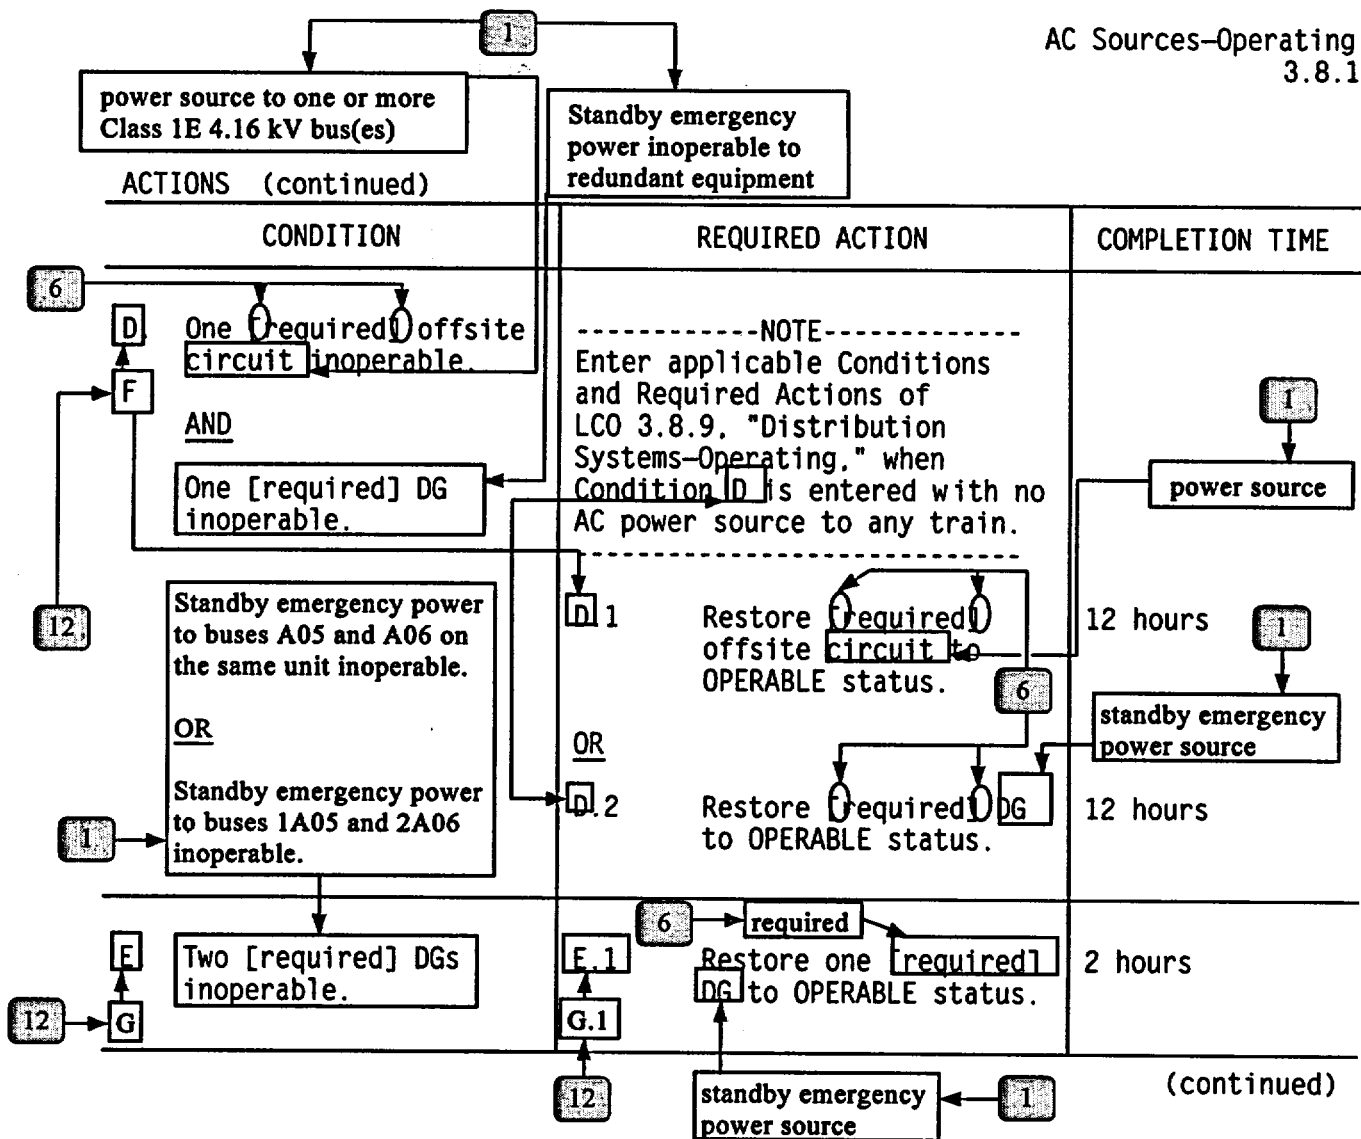 1
AC Sources—Operating
3.8.1
power source to one or more
Class 1E 4.16 kV bus(es)
Standby emergency
power inoperable to
redundant equipment
ACTIONS (continued)
CONDITION
REQUIRED ACTION
COMPLETION TIME
6
D.
F
12
One [required] offsite
circuit inoperable.
AND
One [required] DG
inoperable.
------------NOTE-------------
Enter applicable Conditions
and Required Actions of
LCO 3.8.9, "Distribution
Systems—Operating," when
Condition D is entered with no
AC power source to any train.
-----------------------------
1
power source
D.1
Restore [required]
offsite circuit to
OPERABLE status.
12 hours
6
1
standby emergency
power source
OR
D.2
Restore [required] DG
to OPERABLE status.
12 hours
Standby emergency power
to buses A05 and A06 on
the same unit inoperable.
OR
Standby emergency power
to buses 1A05 and 2A06
inoperable.
1
E
G
12
Two [required] DGs
inoperable.
6
required
E.1
G.1
12
Restore one [required]
DG to OPERABLE status.
2 hours
standby emergency
power source
1
(continued)